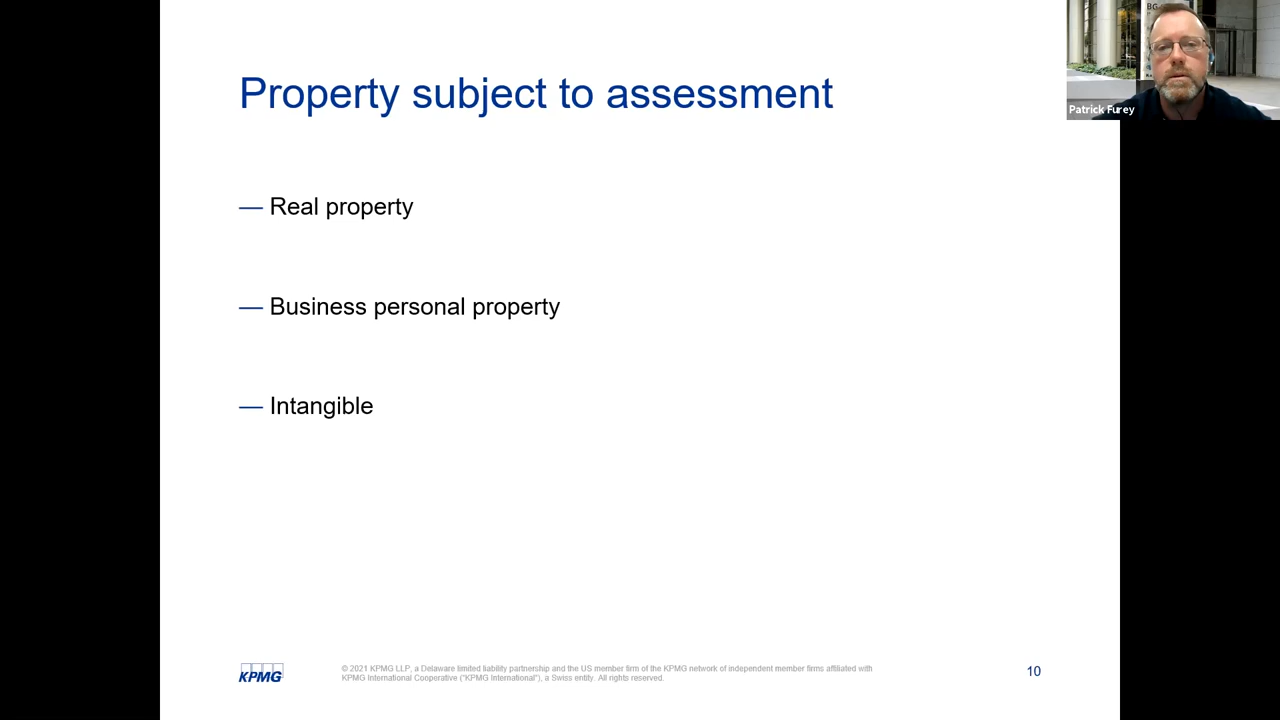 Property subject to assessment
BG
Patrick Furey
— Real property
— Business personal property
— Intangible
KPMG
© 2021 KPMG LLP, a Delaware limited liability partnership and the US member firm of the KPMG network of independent member firms affiliated with
KPMG International Cooperative ("KPMG International"), a Swiss entity. All rights reserved.
10